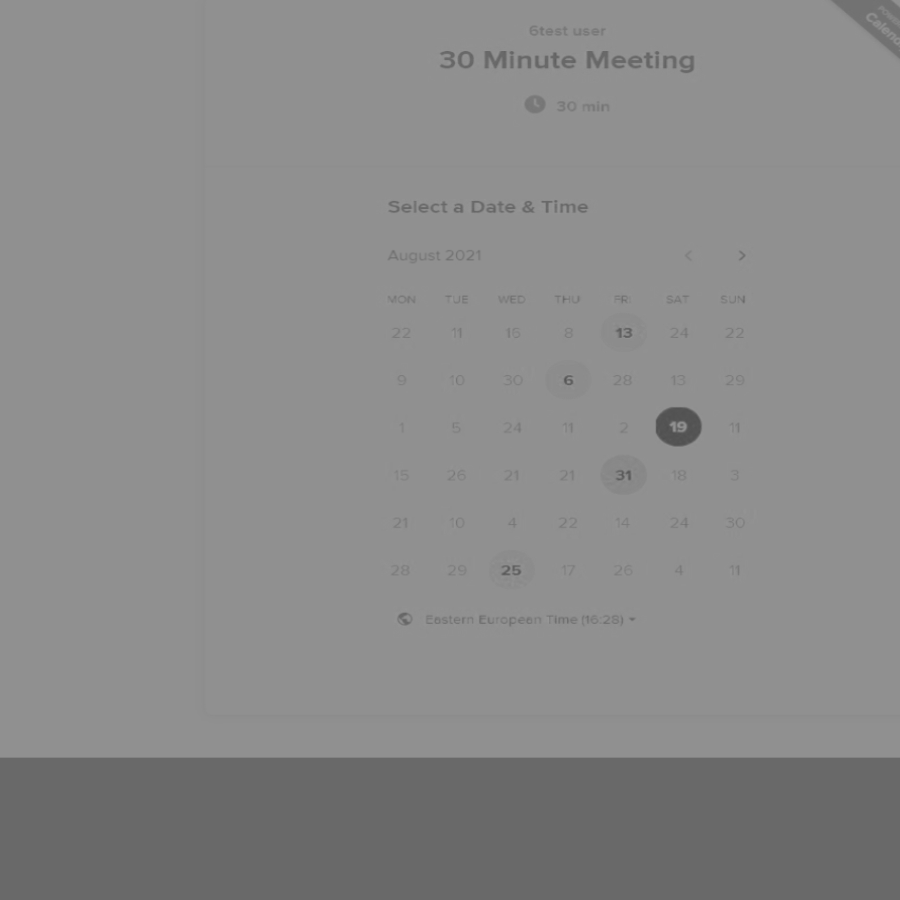 6test user
30 Minute Meeting
30 min
Select a Date & Time
August 2021
MON TUE WED THU FRI SAT SUN
22 11 16 8 13 24 22
9 10 30 6 28 13 29
1 5 24 11 2 19 11
15 26 21 21 31 18 3
21 10 4 22 14 24 30
28 29 25 17 26 4 11
Eastern European Time (16:28)